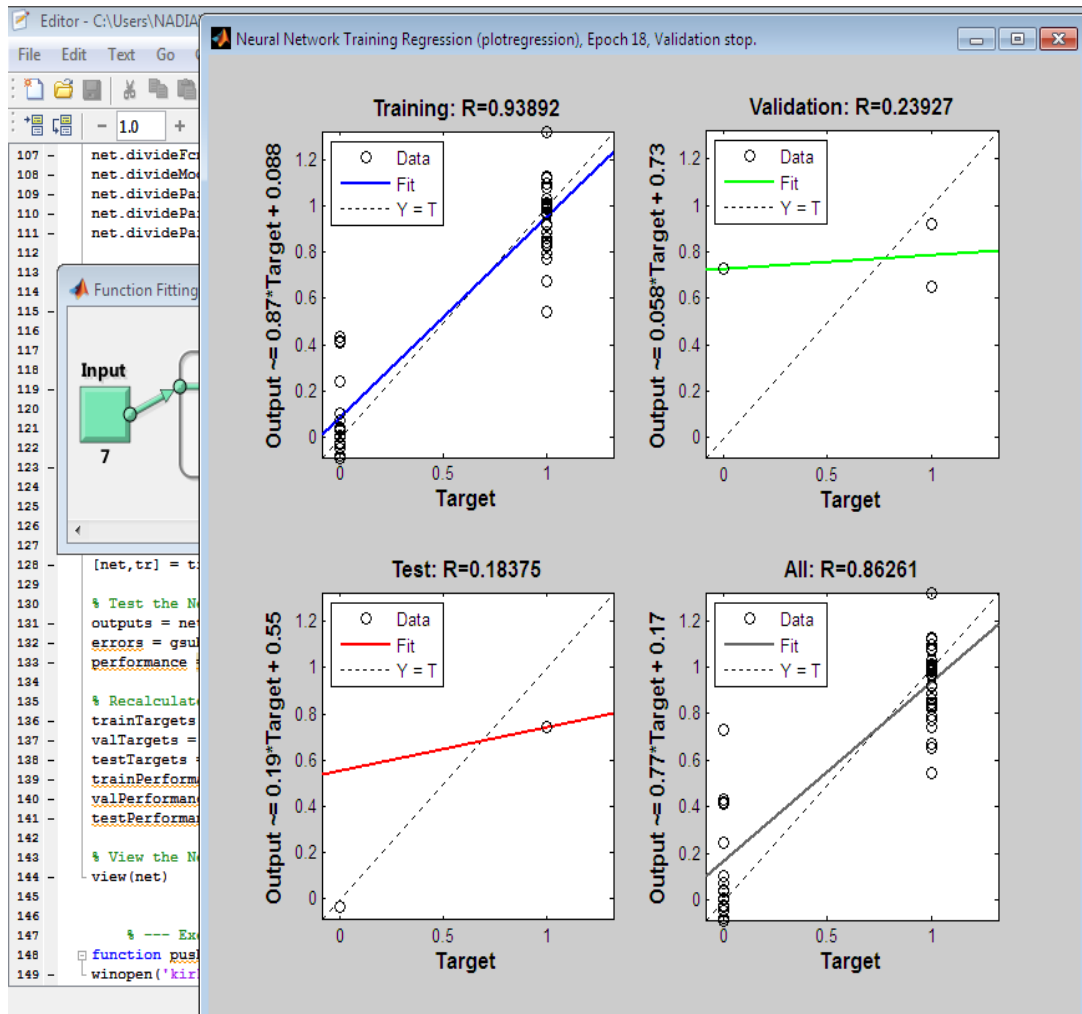 Editor - C:\Users\NADIA
File Edit Text Go
1.0
107 - net.divideFc
108 - net.divideMo
109 - net.dividePa
110 - net.dividePa
111 - net.dividePa
112
113
114
115 -
116
117
118
119 -
120
121
122
123 -
124
125
126
127
128 - [net,tr] = t
129
130 % Test the Ne
131 - outputs = net
132 - errors = gsu
133 - performance =
134
135 % Recalculate
136 - trainTargets
137 - valTargets =
138 - testTargets =
139 - trainPerforma
140 - valPerformanc
141 - testPerforman
142
143 % View the Ne
144 - view(net)
145
146
147 % --- Exe
148 function push
149 - winopen('kir
Function Fitting
Input
7
Neural Network Training Regression (plotregression), Epoch 18, Validation stop.
Training: R=0.93892
Output ~= 0.87*Target + 0.088
Data
Fit
Y = T
1.2
1
0.8
0.6
0.4
0.2
0
0 0.5 1
Target
Validation: R=0.23927
Output ~= 0.058*Target + 0.73
Data
Fit
Y = T
1.2
1
0.8
0.6
0.4
0.2
0
0 0.5 1
Target
Test: R=0.18375
Output ~= 0.19*Target + 0.55
Data
Fit
Y = T
1.2
1
0.8
0.6
0.4
0.2
0
0 0.5 1
Target
All: R=0.86261
Output ~= 0.77*Target + 0.17
Data
Fit
Y = T
1.2
1
0.8
0.6
0.4
0.2
0
0 0.5 1
Target